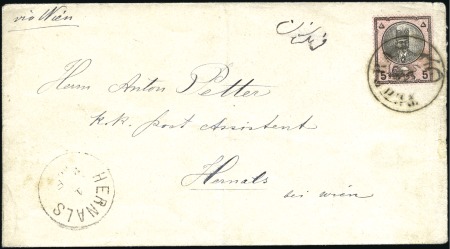 via Wien
Herrn Anton Petter
k.k. post Assistent
Hernals
bei Wien
HERNALS
5 5